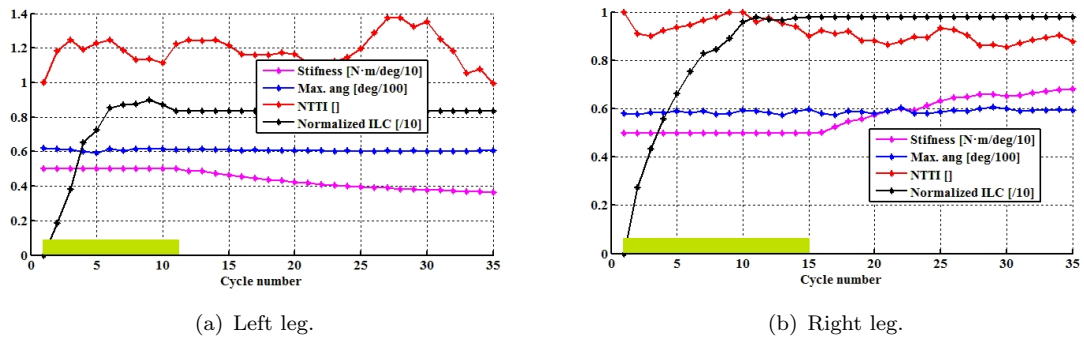 1.4
1.2
1
0.8
0.6
0.4
0.2
0
Stifness [N·m/deg/10]
Max. ang [deg/100]
NTTI []
Normalized ILC [/10]
0 5 10 15 20 25 30 35
Cycle number
(a) Left leg.
1
0.8
0.6
0.4
0.2
0
Stifness [N·m/deg/10]
Max. ang [deg/100]
NTTI []
Normalized ILC [/10]
0 5 10 15 20 25 30 35
Cycle number
(b) Right leg.